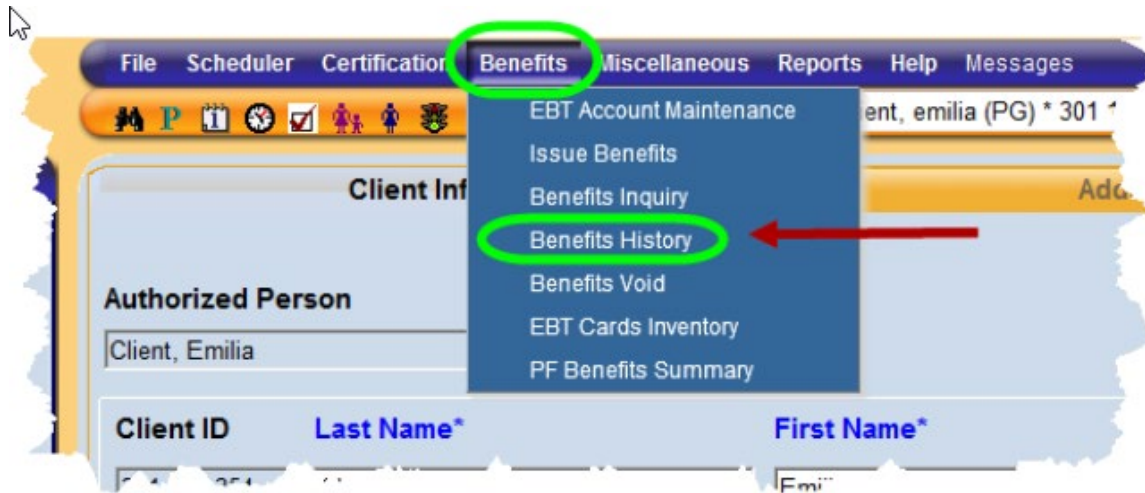 File Scheduler Certification Benefits Miscellaneous Reports Help Messages
EBT Account Maintenance
ent, emilia (PG) * 301
Issue Benefits
Client Inf
Benefits Inquiry
Benefits History
Benefits Void
Authorized Person
EBT Cards Inventory
Client, Emilia
PF Benefits Summary
Client ID Last Name* First Name*